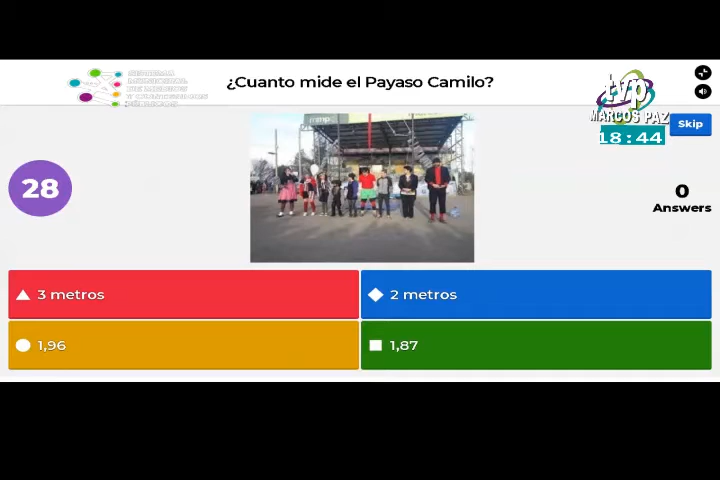 ¿Cuanto mide el Payaso Camilo?
tvp
MARCOS PAZ
18:44
Skip
28
0
Answers
3 metros
2 metros
1,96
1,87